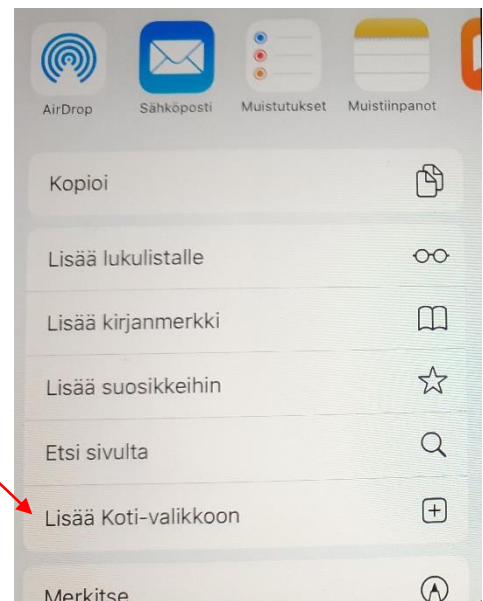 AirDrop Sähköposti Muistutukset Muistiinpanot
Kopioi
Lisää lukulistalle
Lisää kirjanmerkki
Lisää suosikkeihin
Etsi sivulta
Lisää Koti-valikkoon
Merkitse